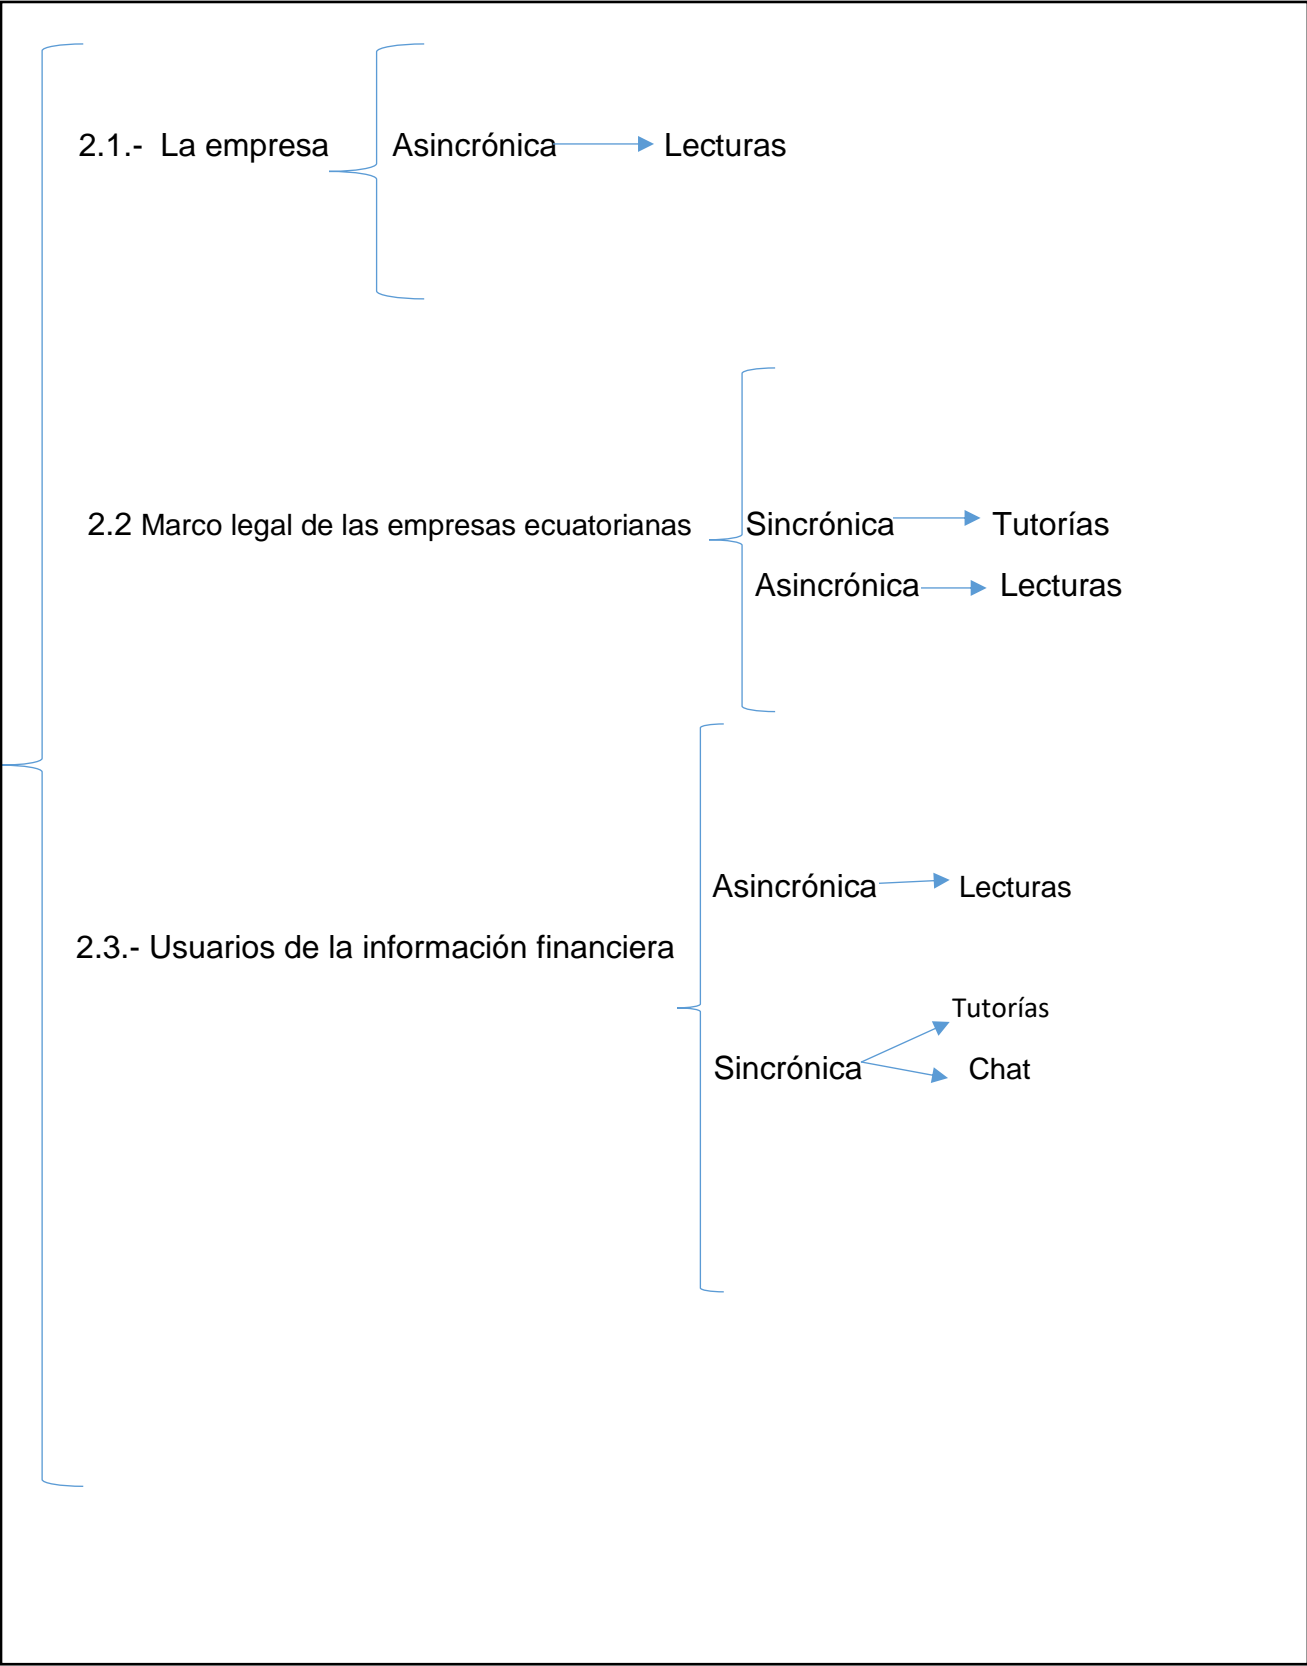 2.1.- La empresa Asincrónica Lecturas
2.2 Marco legal de las empresas ecuatorianas Sincrónica Tutorías
Asincrónica Lecturas
Asincrónica Lecturas
2.3.- Usuarios de la información financiera
Tutorías
Sincrónica Chat